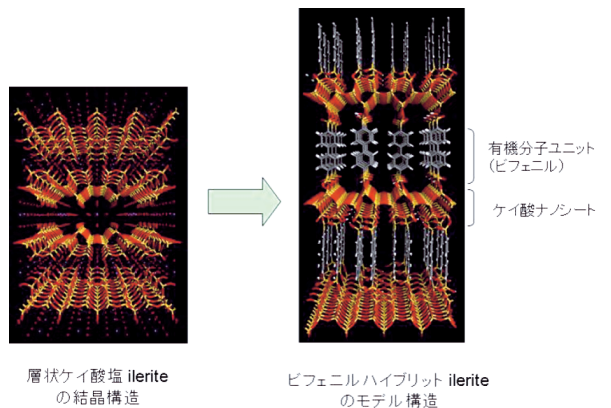 有機分子ユニット
（ビフェニル）
ケイ酸ナノシート
層状ケイ酸塩 ilerite
の結晶構造
ビフェニルハイブリット ilerite
のモデル構造